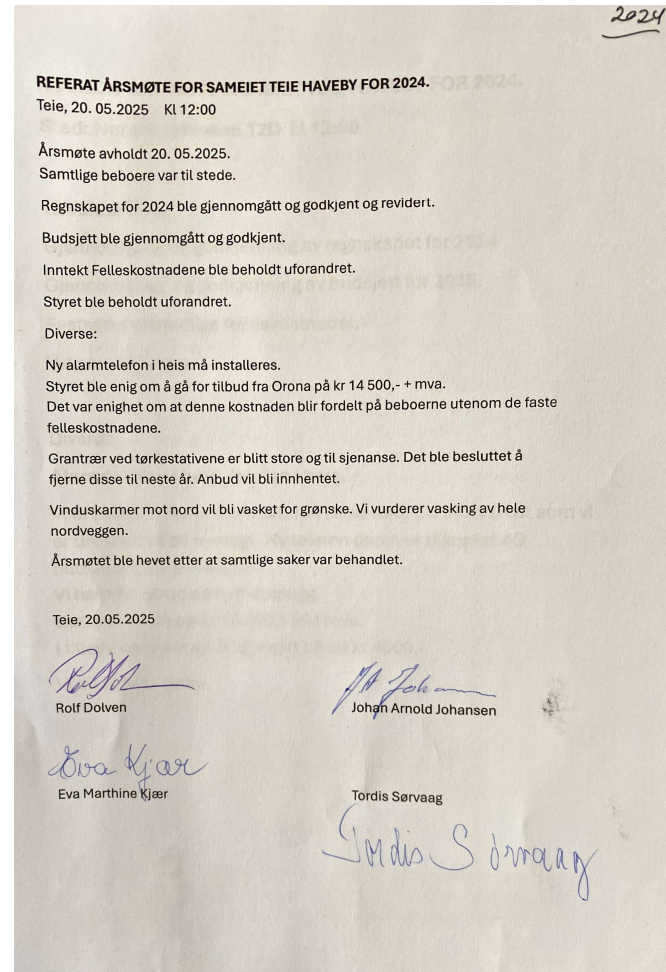 2024
REFERAT ÅRSMØTE FOR SAMEIET TEIE HAVEBY FOR 2024.
Teie, 20. 05.2025 Kl 12:00
Årsmøte avholdt 20. 05.2025.
Samtlige beboere var til stede.
Regnskapet for 2024 ble gjennomgått og godkjent og revidert.
Budsjett ble gjennomgått og godkjent.
Inntekt Felleskostnadene ble beholdt uforandret.
Styret ble beholdt uforandret.
Diverse:
Ny alarmtelefon i heis må installeres.
Styret ble enig om å gå for tilbud fra Orona på kr 14 500,- + mva.
Det var enighet om at denne kostnaden blir fordelt på beboerne utenom de faste
felleskostnadene.
Grantrær ved tørkestativene er blitt store og til sjenanse. Det ble besluttet å
fjerne disse til neste år. Anbud vil bli innhentet.
Vinduskarmer mot nord vil bli vasket for grønske. Vi vurderer vasking av hele
nordveggen.
Årsmøtet ble hevet etter at samtlige saker var behandlet.
Teie, 20.05.2025
Rolf Dolven
Johan Arnold Johansen
Eva Kjær
Eva Marthine Kjær
Tordis Sørvaag
Tordis Sørvaag